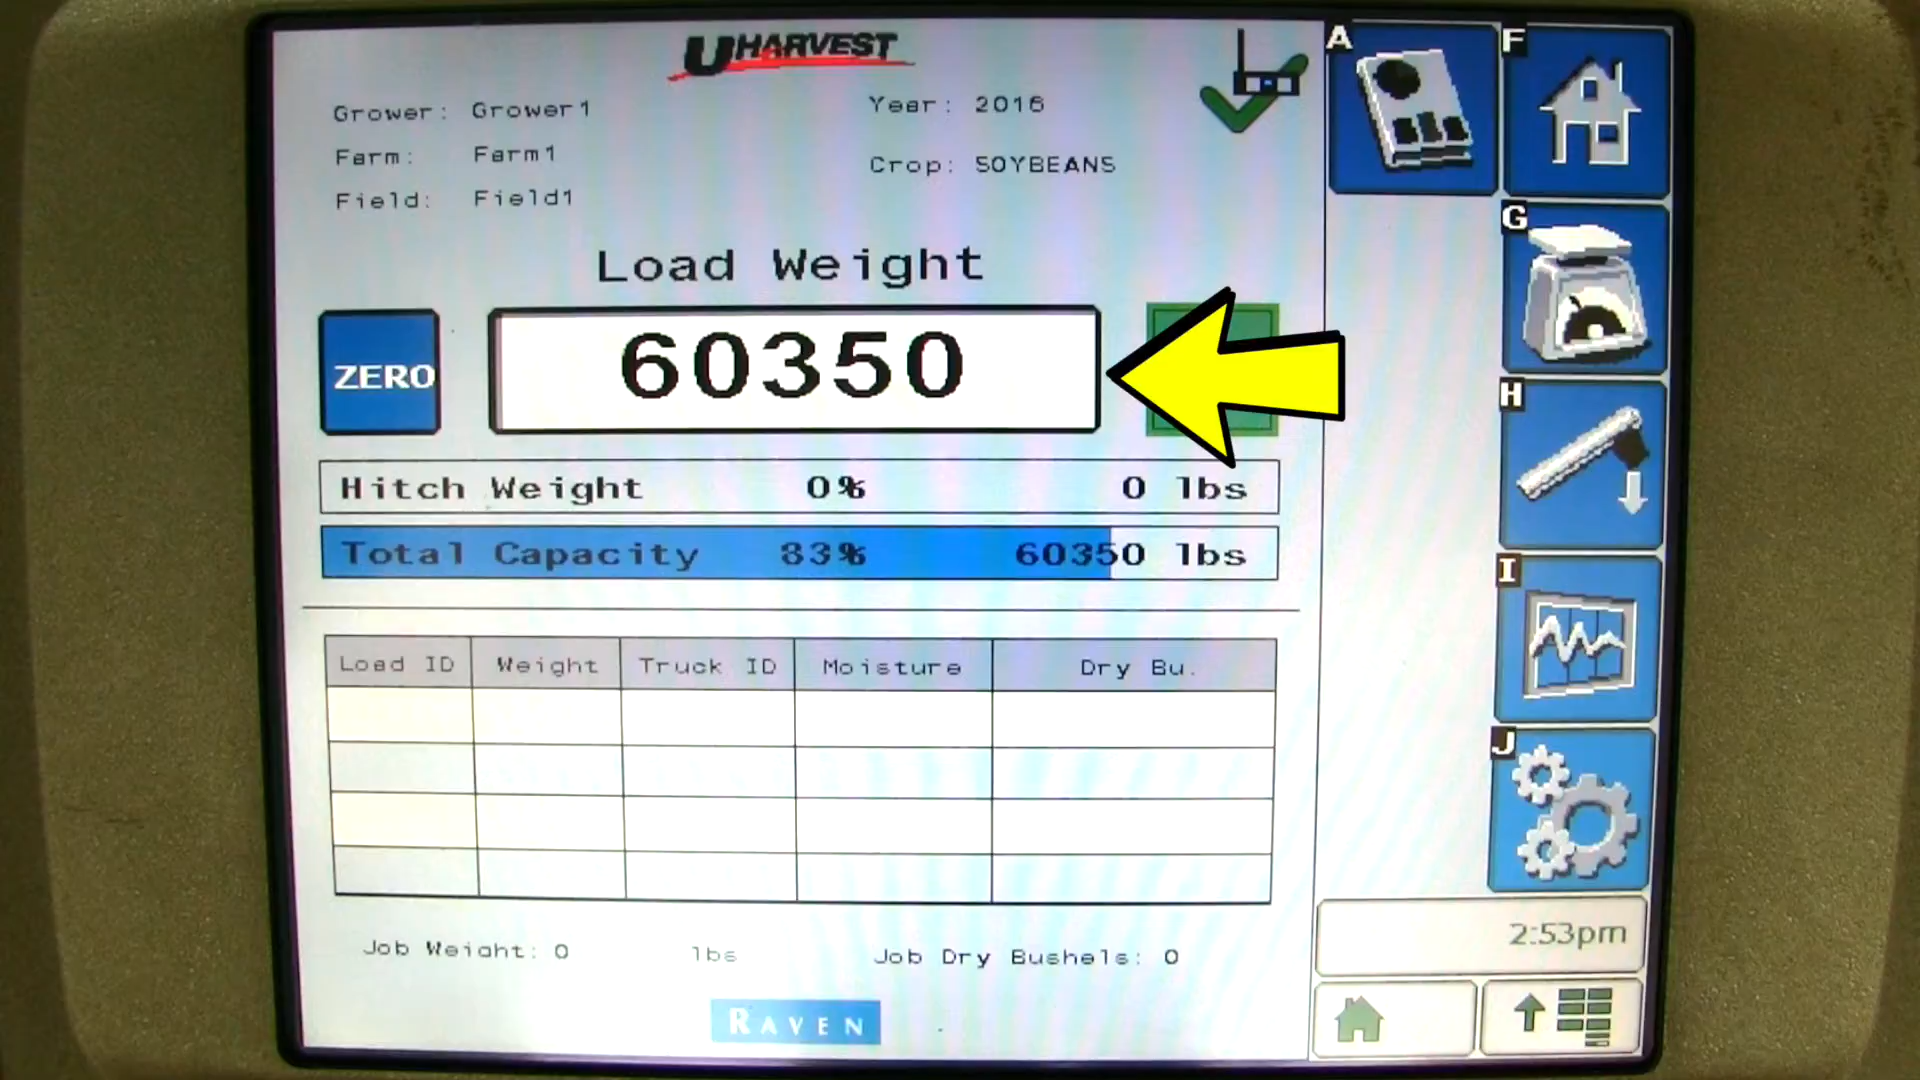 UHARVEST
Grower: Grower1
Year: 2016
Farm: Farm1
Crop: SOYBEANS
Field: Field1
Load Weight
ZERO
60350
Hitch Weight 0% 0 lbs
Total Capacity 83% 60350 lbs
Load ID Weight Truck ID Moisture Dry Bu.
Job Weight: 0 lbs Job Dry Bushels: 0
RAVEN
A
F
G
H
I
J
2:53pm